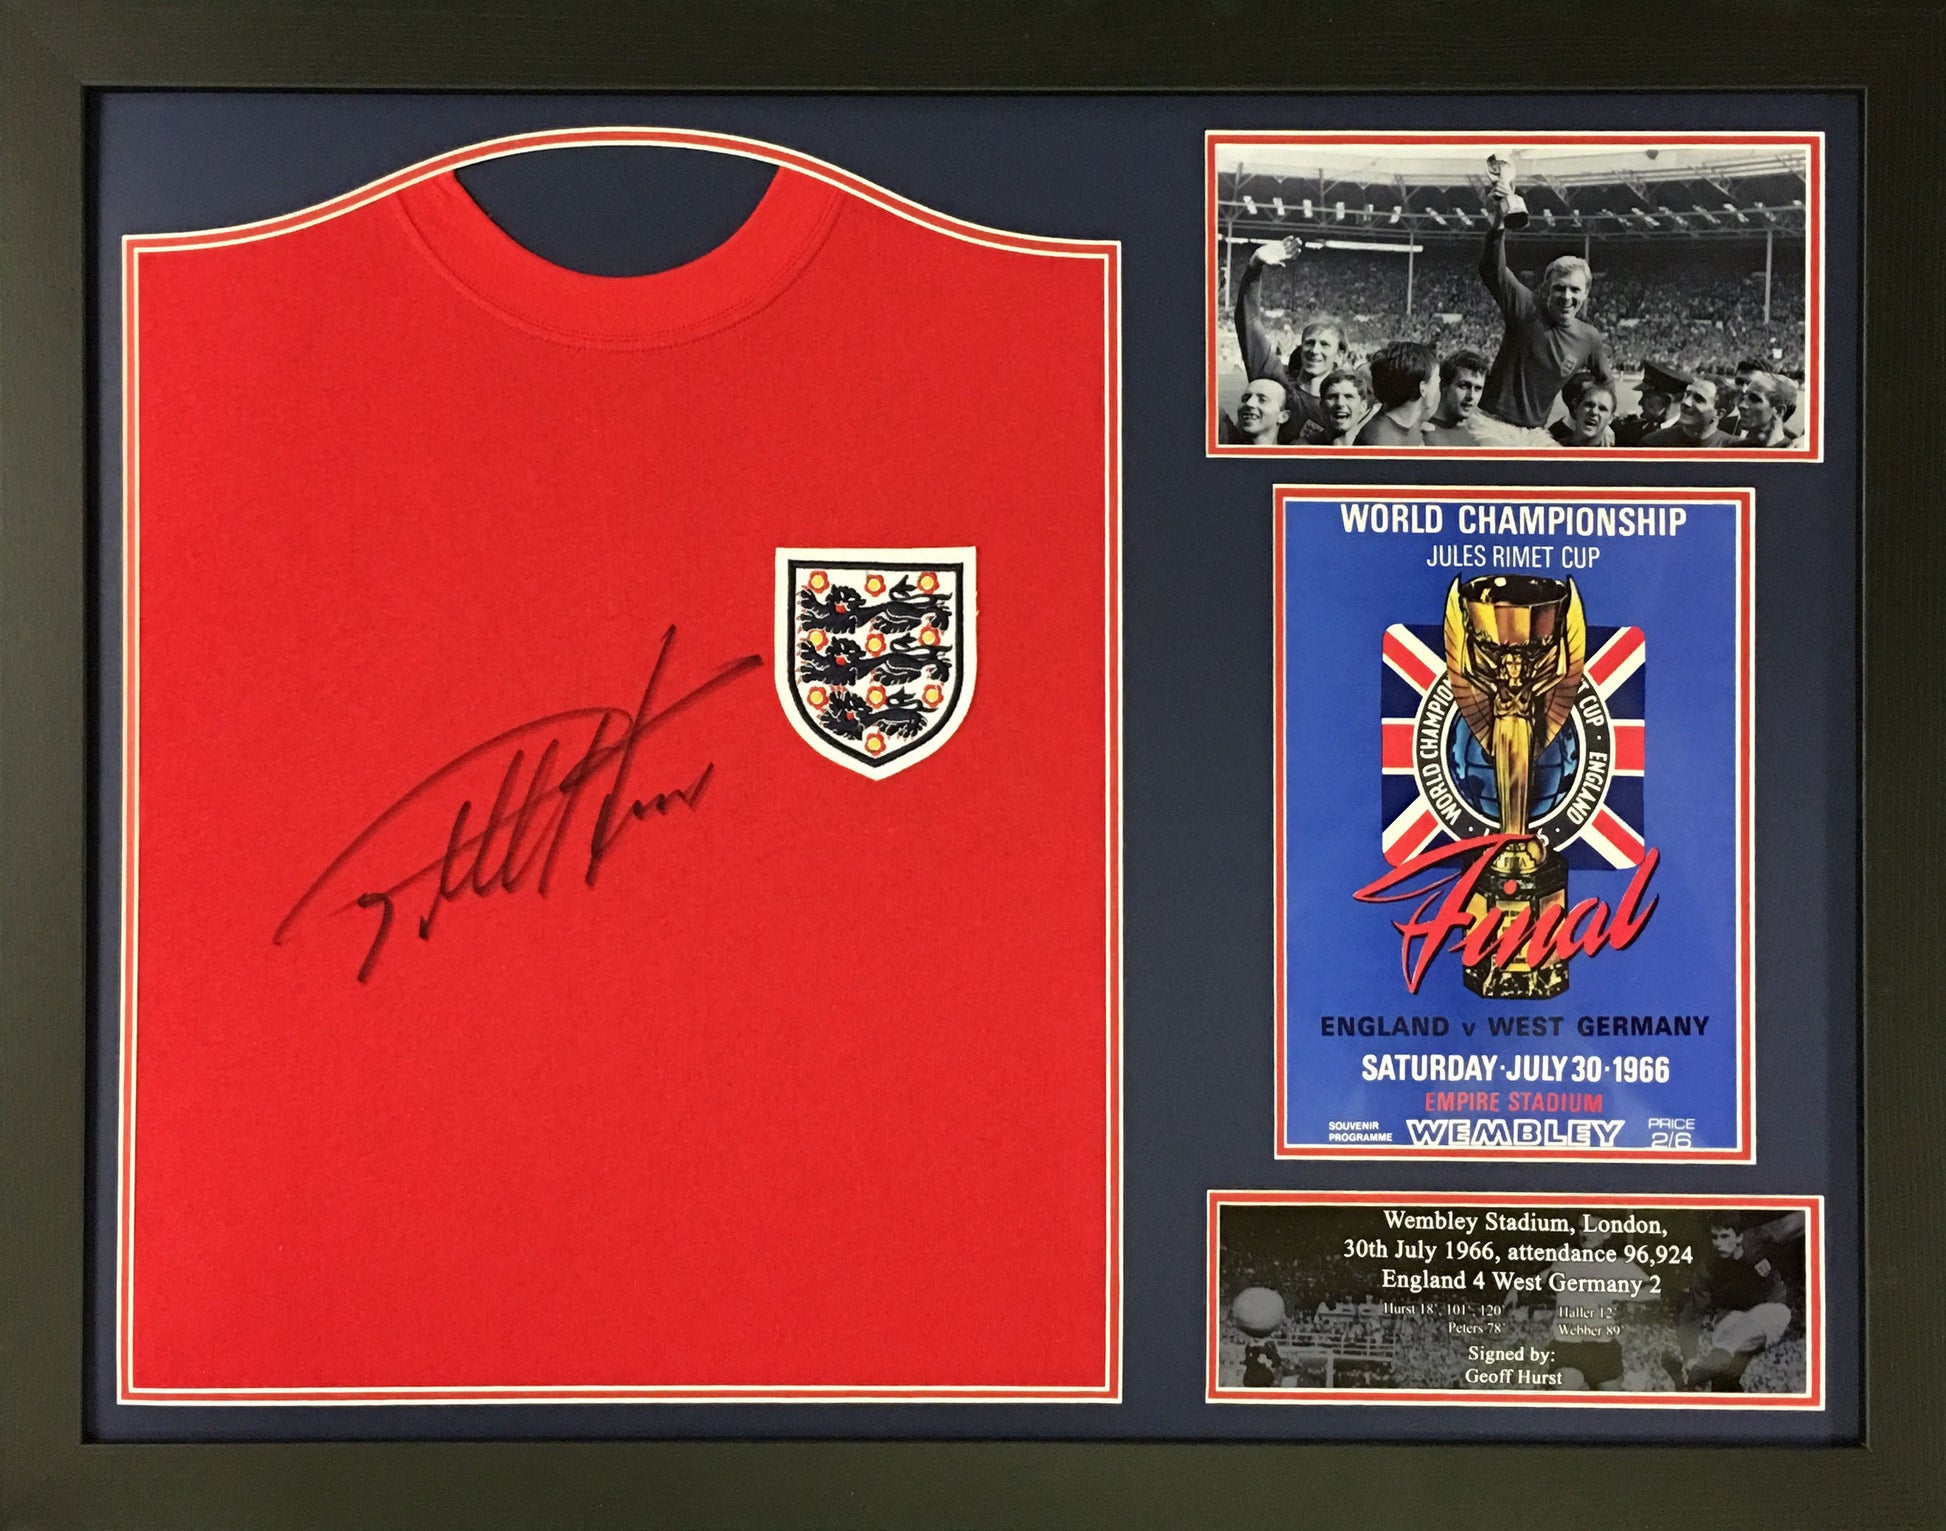 WORLD CHAMPIONSHIP
JULES RIMET CUP
WORLD CHAMPION
CUP · ENGLAND
FIFA
Final
ENGLAND v WEST GERMANY
SATURDAY·JULY 30·1966
EMPIRE STADIUM
SOUVENIR
PROGRAMME
WEMBLEY
PRICE
2/6
Wembley Stadium, London,
30th July 1966, attendance 96,924
England 4 West Germany 2
Hurst 18', 101', 120' Haller 12'
Peters 78' Webber 89'
Signed by:
Geoff Hurst